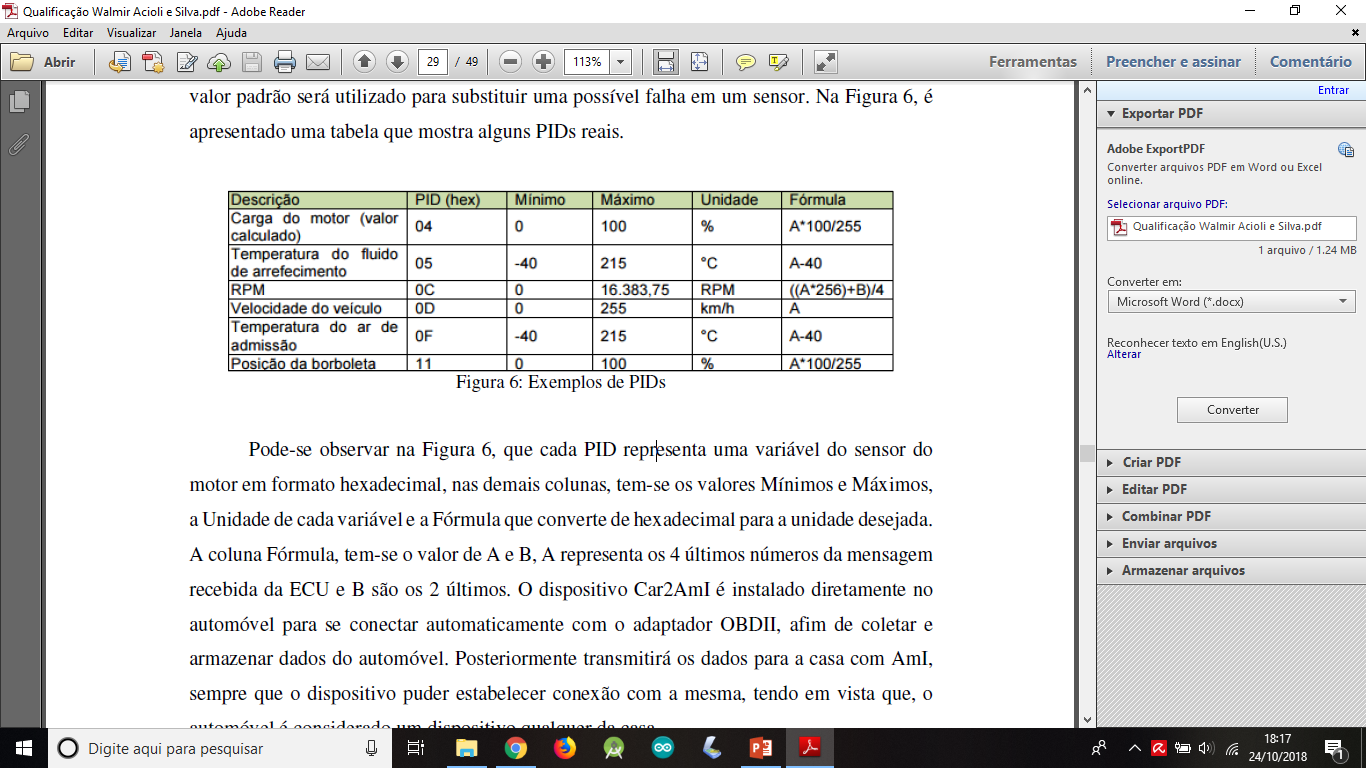 Qualificação Walmir Acioli e Silva.pdf - Adobe Reader
Arquivo Editar Visualizar Janela Ajuda
Abrir 29 / 49 113% Ferramentas Preencher e assinar Comentário
valor padrão será utilizado para substituir uma possível falha em um sensor. Na Figura 6, é
apresentado uma tabela que mostra alguns PIDs reais.
Descrição PID (hex) Mínimo Máximo Unidade Fórmula
Carga do motor (valor
calculado) 04 0 100 % A*100/255
Temperatura do fluido
de arrefecimento 05 -40 215 °C A-40
RPM 0C 0 16.383,75 RPM ((A*256)+B)/4
Velocidade do veículo 0D 0 255 km/h A
Temperatura do ar de
admissão 0F -40 215 °C A-40
Posição da borboleta 11 0 100 % A*100/255
Figura 6: Exemplos de PIDs
Pode-se observar na Figura 6, que cada PID representa uma variável do sensor do
motor em formato hexadecimal, nas demais colunas, tem-se os valores Mínimos e Máximos,
a Unidade de cada variável e a Fórmula que converte de hexadecimal para a unidade desejada.
A coluna Fórmula, tem-se o valor de A e B, A representa os 4 últimos números da mensagem
recebida da ECU e B são os 2 últimos. O dispositivo Car2AmI é instalado diretamente no
automóvel para se conectar automaticamente com o adaptador OBDII, afim de coletar e
armazenar dados do automóvel. Posteriormente transmitirá os dados para a casa com AmI,
sempre que o dispositivo puder estabelecer conexão com a mesma, tendo em vista que, o
automóvel é considerado um dispositivo qualquer da casa.
Entrar
Exportar PDF
Adobe ExportPDF
Converter arquivos PDF em Word ou Excel
online.
Selecionar arquivo PDF:
Qualificação Walmir Acioli e Silva.pdf
1 arquivo / 1.24 MB
Converter em:
Microsoft Word (*.docx)
Reconhecer texto em English(U.S.)
Alterar
Converter
Criar PDF
Editar PDF
Combinar PDF
Enviar arquivos
Armazenar arquivos
Digite aqui para pesquisar
18:17
24/10/2018
1